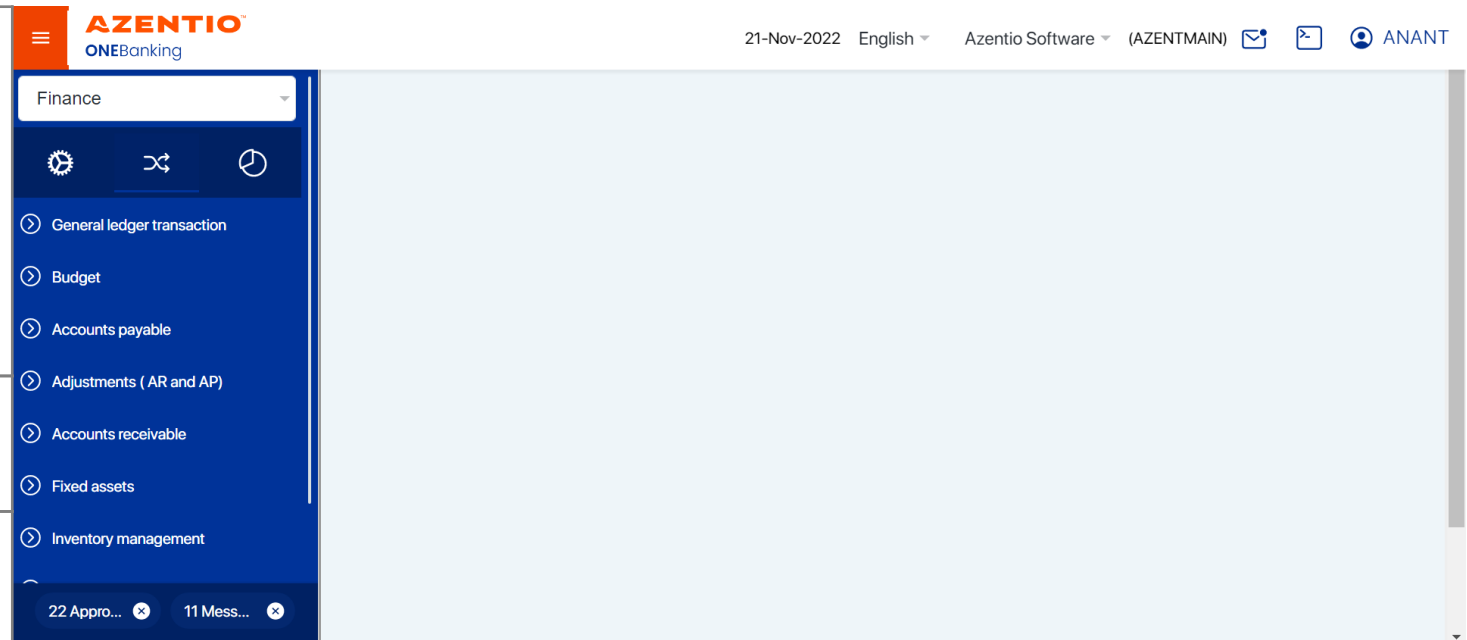 AZENTIO™
ONEBanking
21-Nov-2022 English Azentio Software (AZENTMAIN) ANANT
Finance
General ledger transaction
Budget
Accounts payable
Adjustments ( AR and AP)
Accounts receivable
Fixed assets
Inventory management
22 Appro... 11 Mess...